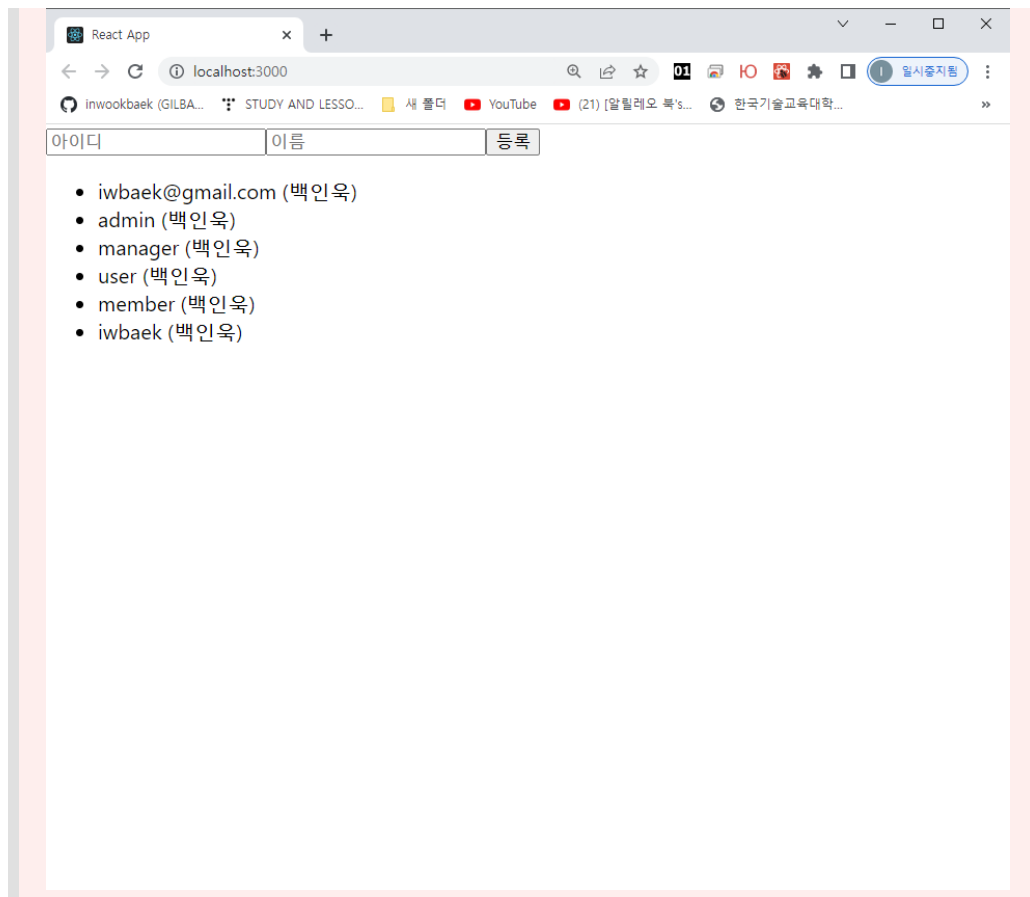 React App
localhost:3000
01
IO
I
일시중지됨
inwookbaek (GILBA...
STUDY AND LESSO...
새 폴더
YouTube
(21) [알릴레오 북's...
한국기술교육대학...
아이디
이름
등록
iwbaek@gmail.com (백인욱)
admin (백인욱)
manager (백인욱)
user (백인욱)
member (백인욱)
iwbaek (백인욱)